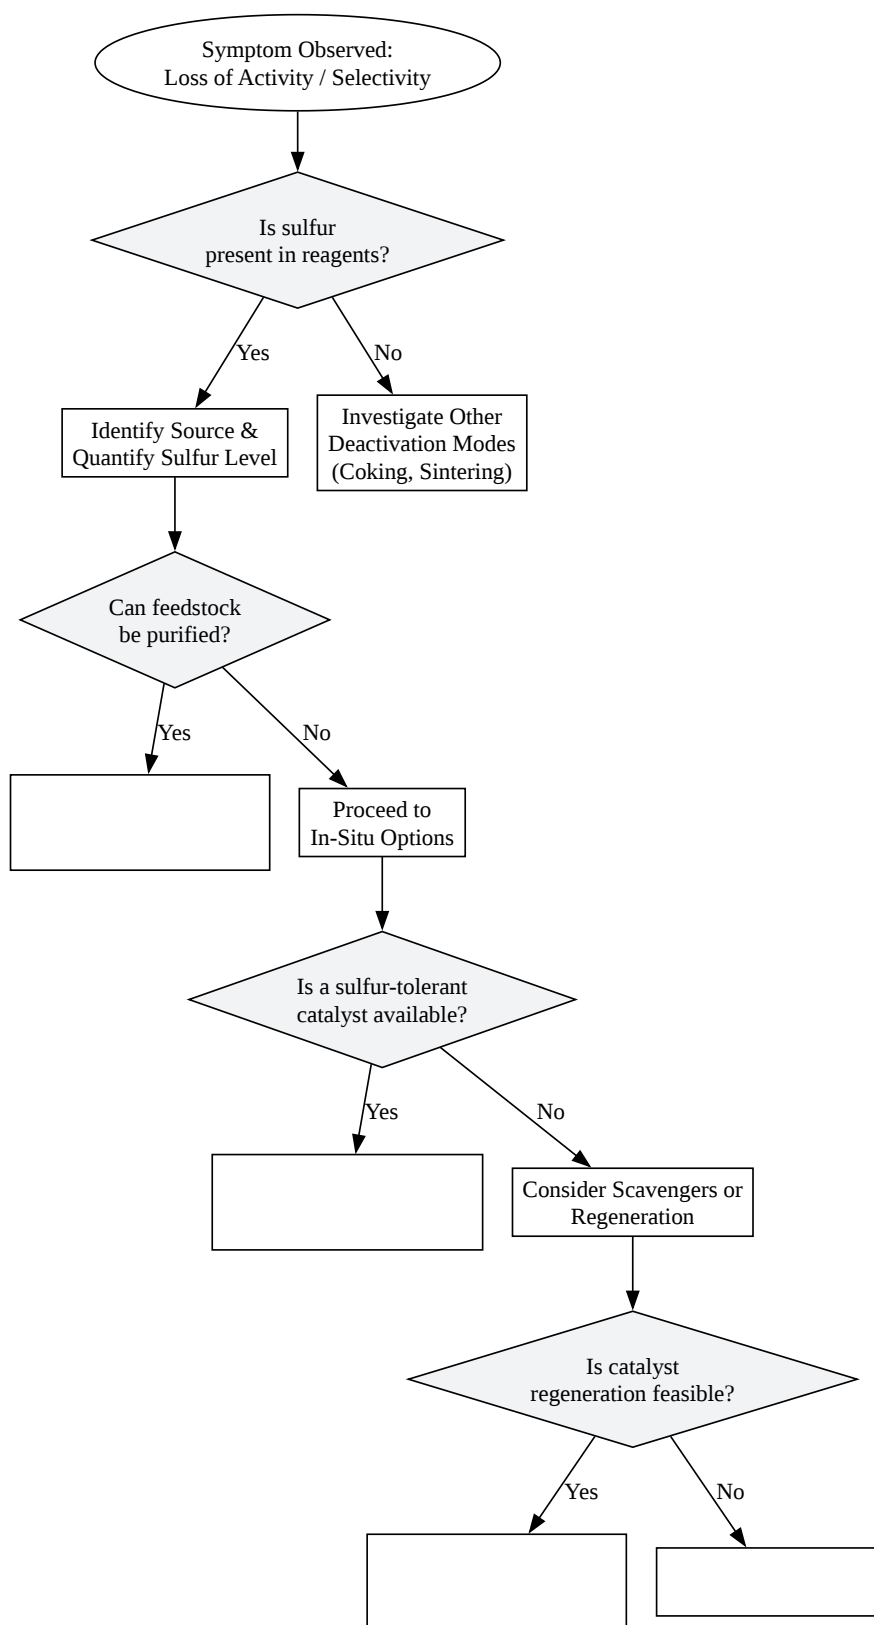 Symptom Observed:
Loss of Activity / Selectivity
Is sulfur
present in reagents?
Yes
No
Identify Source &
Quantify Sulfur Level
Investigate Other
Deactivation Modes
(Coking, Sintering)
Can feedstock
be purified?
Yes
No
Proceed to
In-Situ Options
Is a sulfur-tolerant
catalyst available?
Yes
No
Consider Scavengers or
Regeneration
Is catalyst
regeneration feasible?
Yes
No